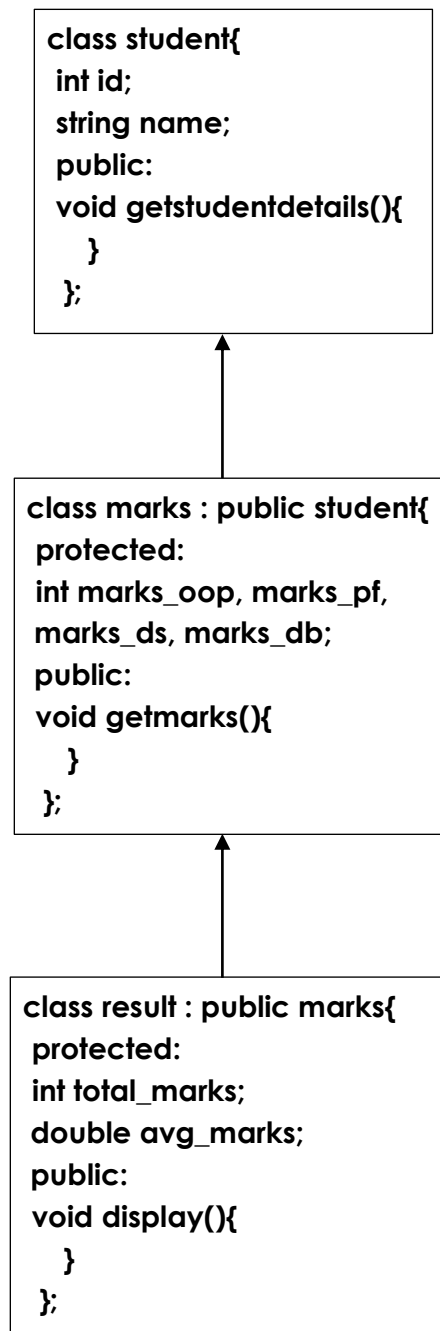 class student{
int id;
string name;
public:
void getstudentdetails(){
}
};
class marks : public student{
protected:
int marks_oop, marks_pf,
marks_ds, marks_db;
public:
void getmarks(){
}
};
class result : public marks{
protected:
int total_marks;
double avg_marks;
public:
void display(){
}
};